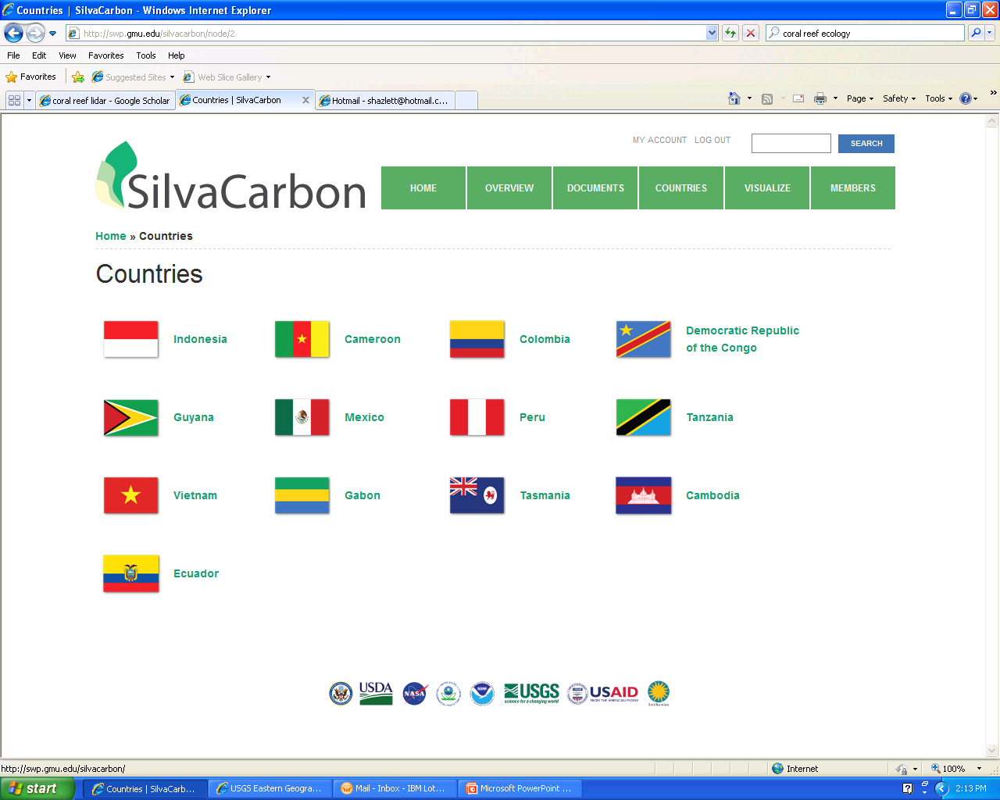 Countries | SilvaCarbon - Windows Internet Explorer
http://swp.gmu.edu/silvacarbon/node/2
coral reef ecology
File Edit View Favorites Tools Help
Favorites Suggested Sites Web Slice Gallery
coral reef lidar - Google Scholar Countries | SilvaCarbon Hotmail - shazlett@hotmail.c... Page Safety Tools
MY ACCOUNT LOG OUT SEARCH
SilvaCarbon
HOME OVERVIEW DOCUMENTS COUNTRIES VISUALIZE MEMBERS
Home » Countries
Countries
Indonesia Cameroon Colombia Democratic Republic
of the Congo
Guyana Mexico Peru Tanzania
Vietnam Gabon Tasmania Cambodia
Ecuador
USDA NASA NOAA USGS USAID
science for a changing world FROM THE AMERICAN PEOPLE Smithsonian
http://swp.gmu.edu/silvacarbon/ Internet 100%
start Countries | SilvaCarb... USGS Eastern Geogra... Mail - Inbox - IBM Lot... Microsoft PowerPoint ... 2:13 PM